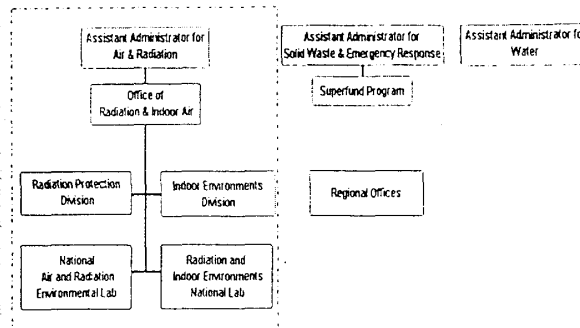 Assistant Administrator for
Air & Radiation
Assistant Administrator for
Solid Waste & Emergency Response
Assistant Administrator for
Water
Office of
Radiation & Indoor Air
Superfund Program
Radiation Protection
Division
Indoor Environments
Division
Regional Offices
National
Air and Radiation
Environmental Lab
Radiation and
Indoor Environments
National Lab